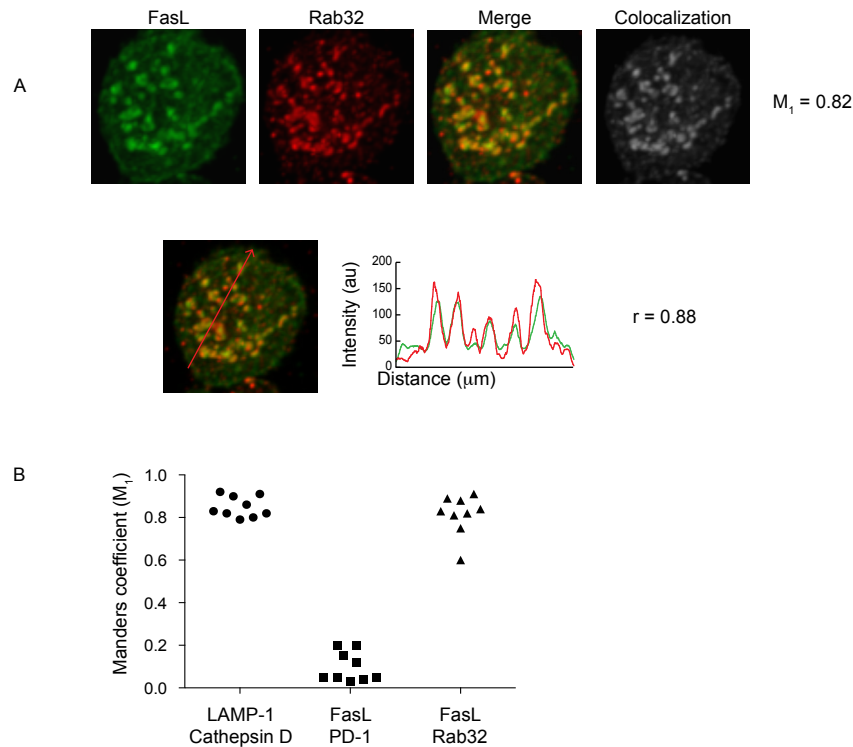 FasL Rab32 Merge Colocalization
A
M₁ = 0.82
200
150
100
50
0
Intensity (au)
Distance (μm)
r = 0.88
B
Manders coefficient (M₁)
1.0
0.8
0.6
0.4
0.2
0.0
LAMP-1 FasL FasL
Cathepsin D PD-1 Rab32